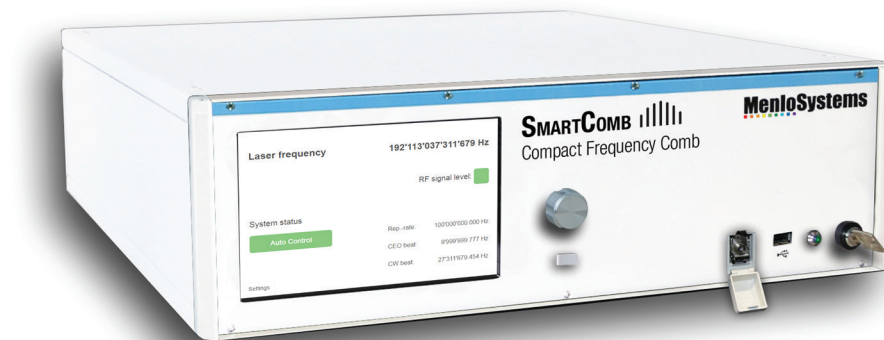 MenloSystems
SMARTCOMB
Compact Frequency Comb
Laser frequency 192'113'037'311'679 Hz
RF signal level:
System status
Auto Control
Rep.-rate: 100'000'000.000 Hz
CEO beat: 9'999'999.777 Hz
CW beat: 27'311'679.454 Hz
Settings